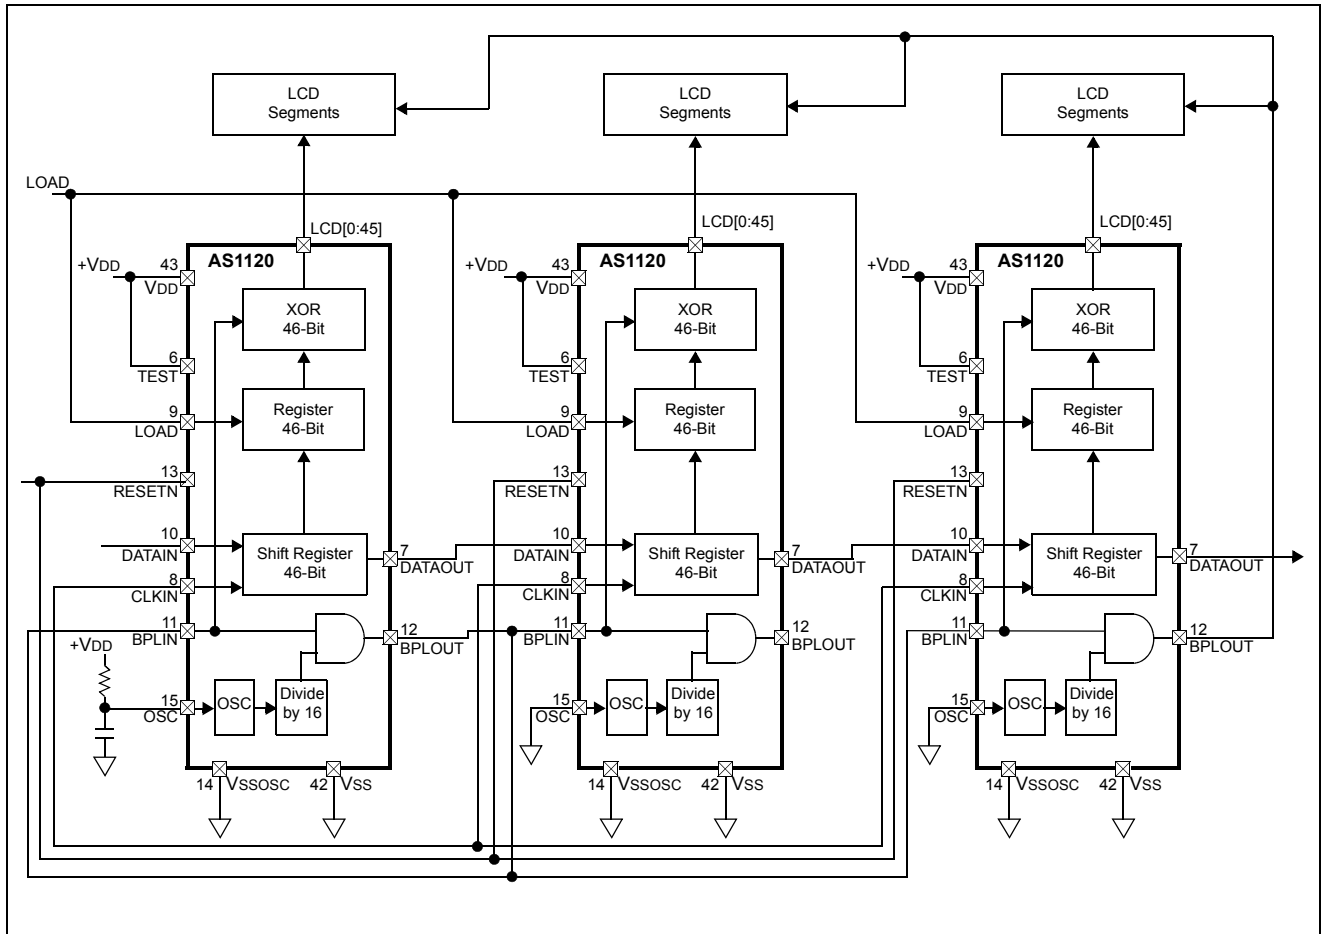 LCD
Segments
LCD
Segments
LCD
Segments
LOAD
LCD[0:45]
LCD[0:45]
LCD[0:45]
AS1120
AS1120
AS1120
+VDD
43
VDD
+VDD
43
VDD
+VDD
43
VDD
XOR
46-Bit
XOR
46-Bit
XOR
46-Bit
6
TEST
6
TEST
6
TEST
9
LOAD
Register
46-Bit
9
LOAD
Register
46-Bit
9
LOAD
Register
46-Bit
13
RESETN
13
RESETN
13
RESETN
10
DATAIN
Shift Register
46-Bit
7
DATAOUT
10
DATAIN
Shift Register
46-Bit
7
DATAOUT
10
DATAIN
Shift Register
46-Bit
7
DATAOUT
8
CLKIN
8
CLKIN
8
CLKIN
11
BPLIN
12
BPLOUT
11
BPLIN
12
BPLOUT
11
BPLIN
12
BPLOUT
+VDD
15
OSC
OSC
Divide
by 16
15
OSC
OSC
Divide
by 16
15
OSC
OSC
Divide
by 16
14 VSSOSC
42 VSS
14 VSSOSC
42 VSS
14 VSSOSC
42 VSS